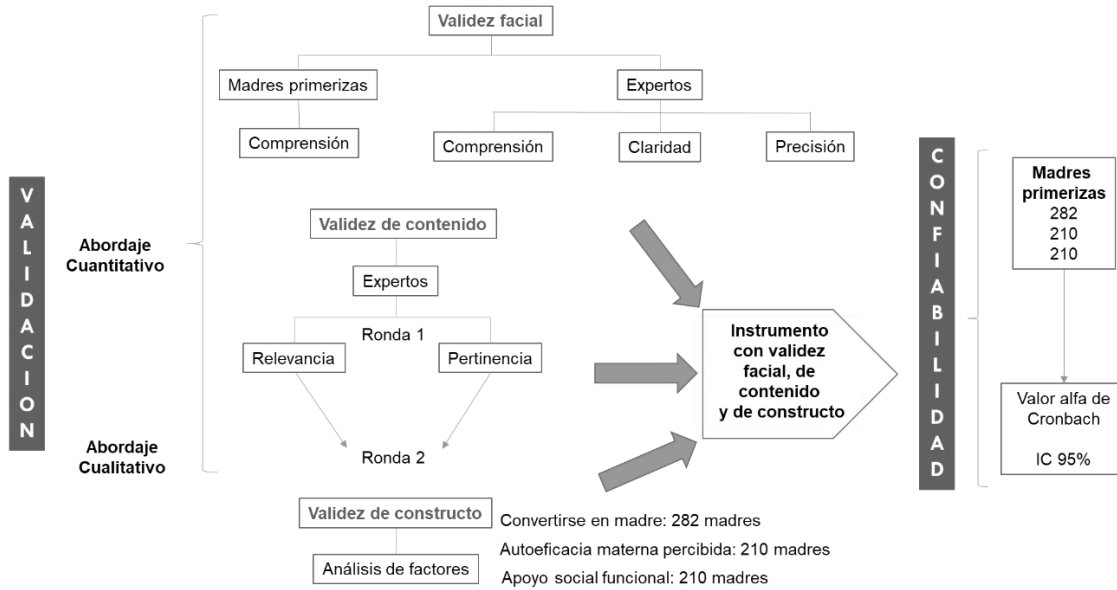 Validez facial
Madres primerizas
Expertos
Comprensión
Comprensión
Claridad
Precisión
VALIDACION
Abordaje
Cuantitativo
Validez de contenido
Expertos
Ronda 1
Relevancia
Pertinencia
Abordaje
Cualitativo
Ronda 2
Validez de constructo
Análisis de factores
Convertirse en madre: 282 madres
Autoeficacia materna percibida: 210 madres
Apoyo social funcional: 210 madres
Instrumento
con validez
facial, de
contenido
y de constructo
CONFIABILIDAD
Madres
primerizas
282
210
210
Valor alfa de
Cronbach
IC 95%